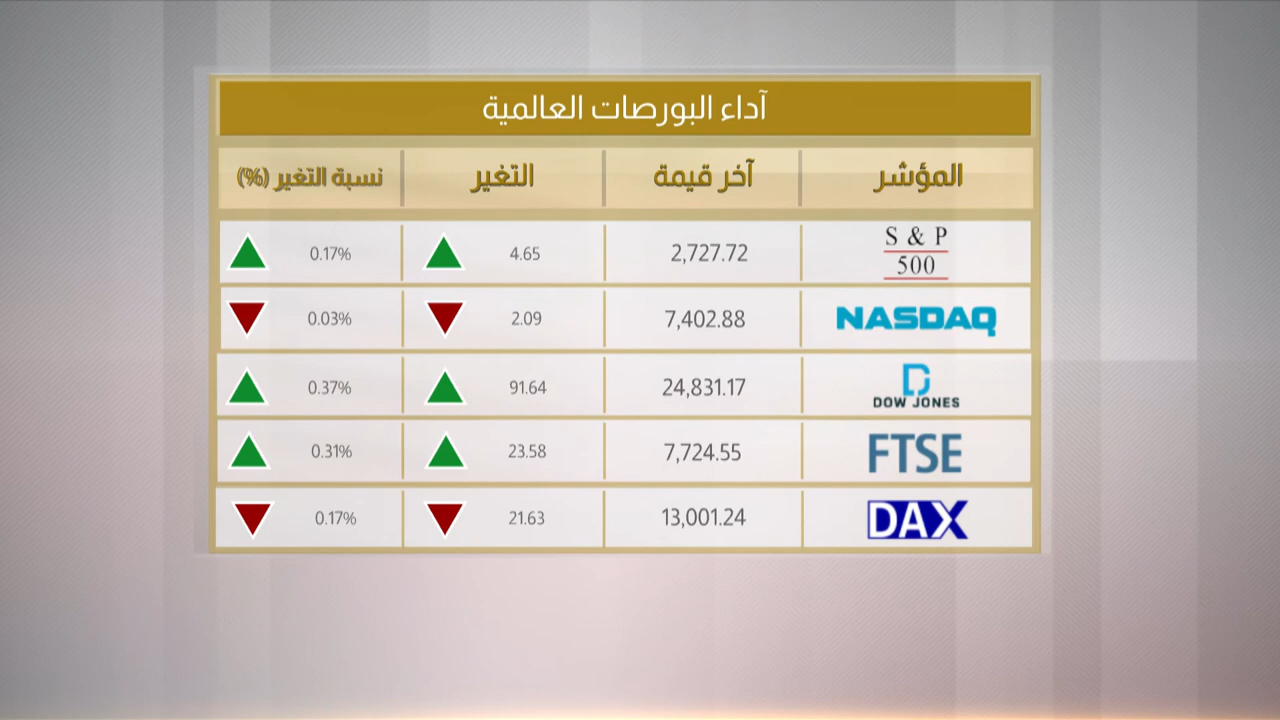 آداء البورصات العالمية
المؤشر آخر قيمة التغير نسبة التغير (%)
S & P
500 2,727.72 4.65 0.17%
NASDAQ 7,402.88 2.09 0.03%
DOW JONES 24,831.17 91.64 0.37%
FTSE 7,724.55 23.58 0.31%
DAX 13,001.24 21.63 0.17%